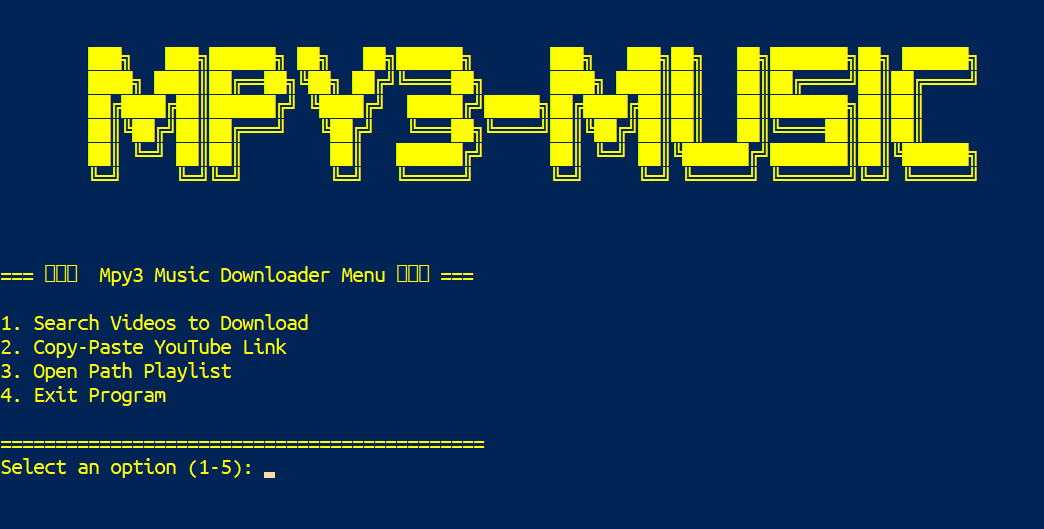 MPY3-MUSIC
=== Mpy3 Music Downloader Menu ===
1. Search Videos to Download
2. Copy-Paste YouTube Link
3. Open Path Playlist
4. Exit Program
============================================
Select an option (1-5):